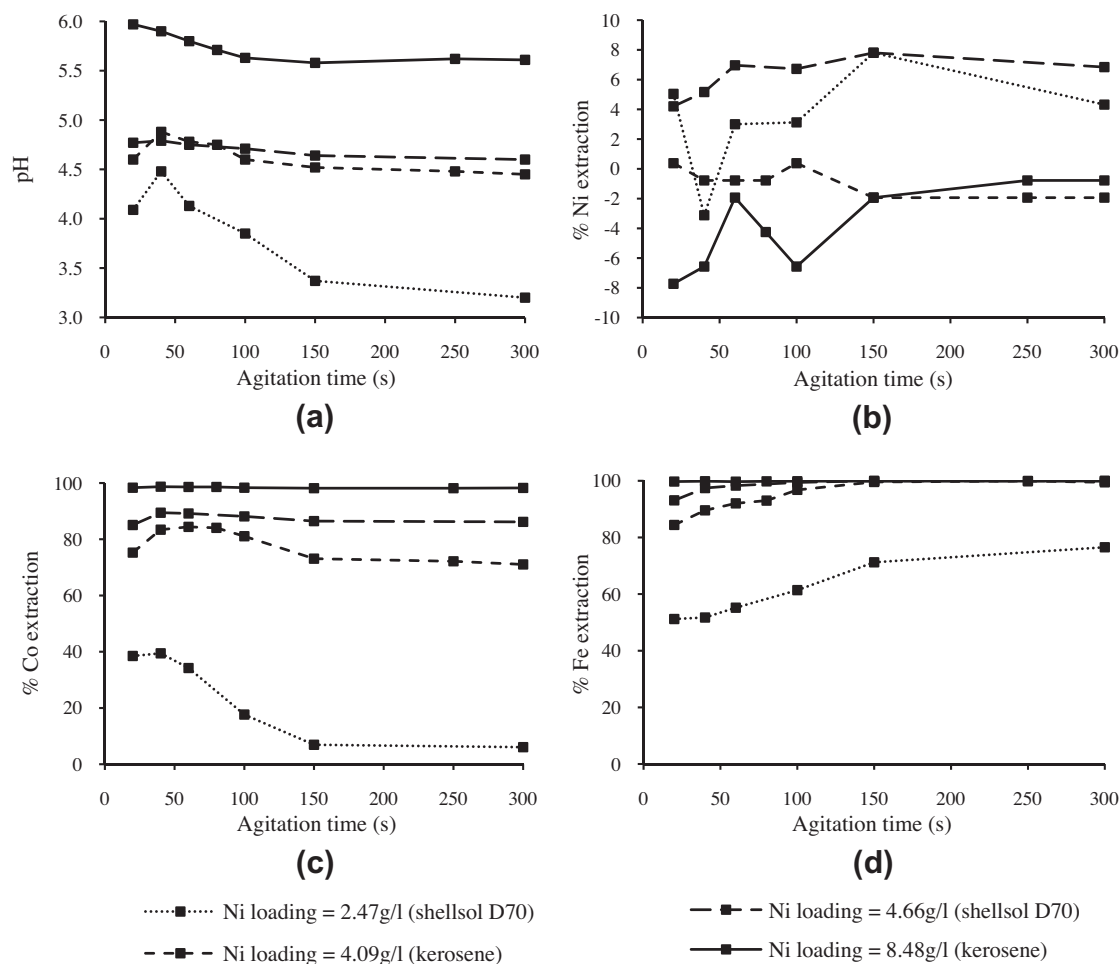 6.0
5.5
5.0
4.5
4.0
3.5
3.0
pH
0 50 100 150 200 250 300
Agitation time (s)
(a)
10
8
6
4
2
0
-2
-4
-6
-8
-10
% Ni extraction
0 50 100 150 200 250 300
Agitation time (s)
(b)
100
80
60
40
20
0
% Co extraction
0 50 100 150 200 250 300
Agitation time (s)
(c)
100
80
60
40
20
0
% Fe extraction
0 50 100 150 200 250 300
Agitation time (s)
(d)
Ni loading = 2.47g/l (shellsol D70)
Ni loading = 4.09g/l (kerosene)
Ni loading = 4.66g/l (shellsol D70)
Ni loading = 8.48g/l (kerosene)